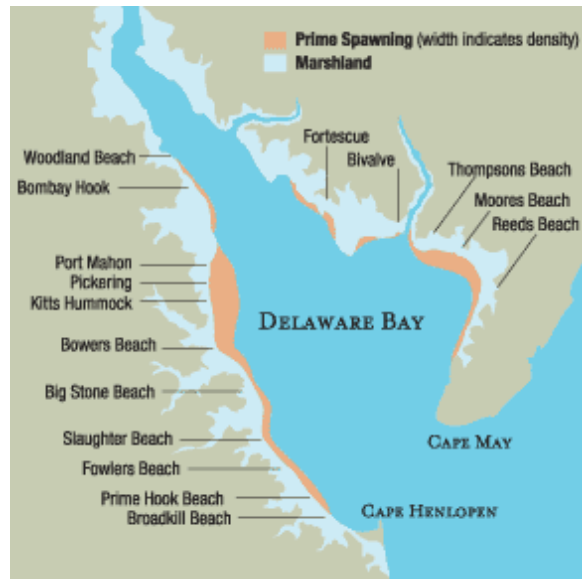 Prime Spawning (width indicates density)
Marshland
Fortescue
Bivalve
Woodland Beach
Thompsons Beach
Bombay Hook
Moores Beach
Reeds Beach
Port Mahon
Pickering
Kitts Hummock
DELAWARE BAY
Bowers Beach
Big Stone Beach
Slaughter Beach
CAPE MAY
Fowlers Beach
Prime Hook Beach
CAPE HENLOPEN
Broadkill Beach